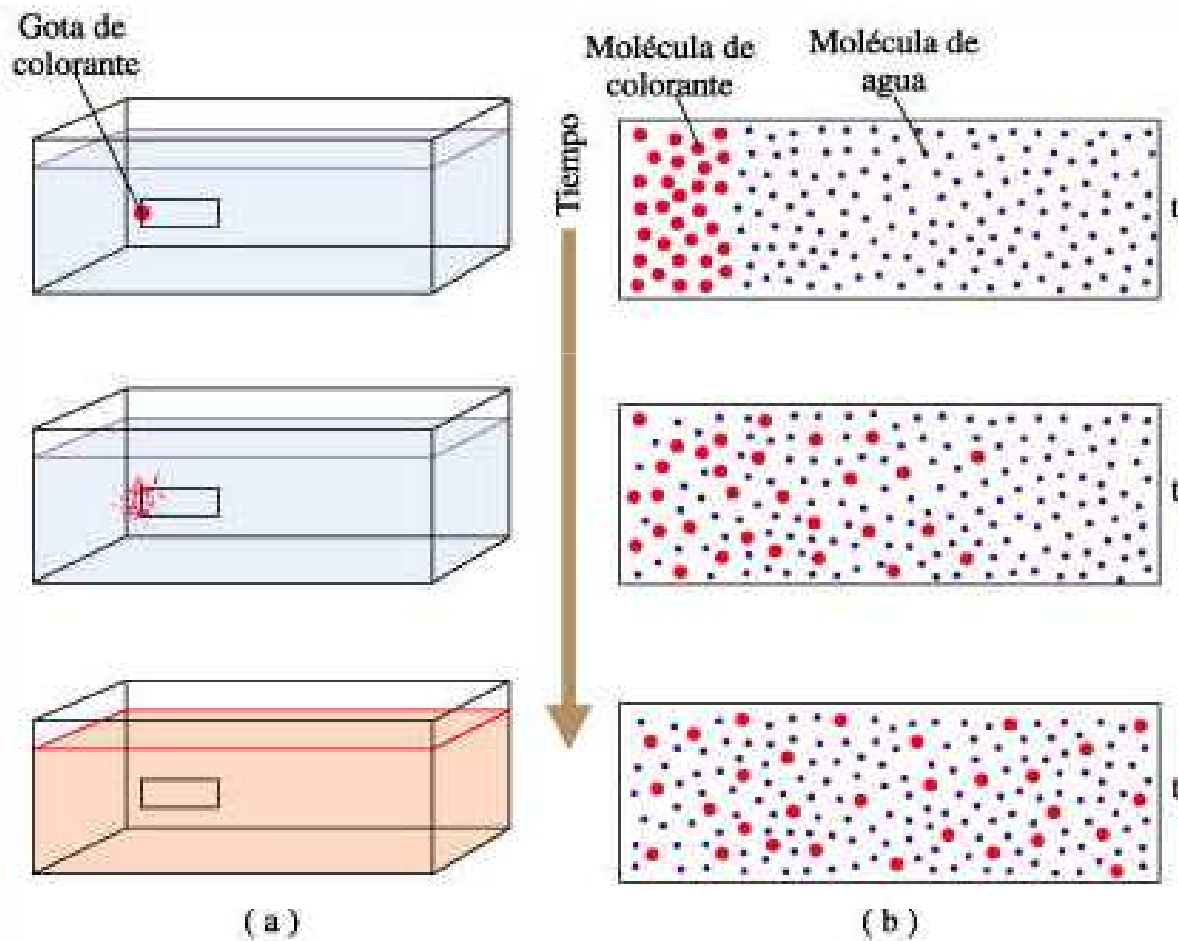 Gota de
colorante
Molécula de
colorante
Molécula de
agua
Tiempo
t
t
t
( a )
( b )